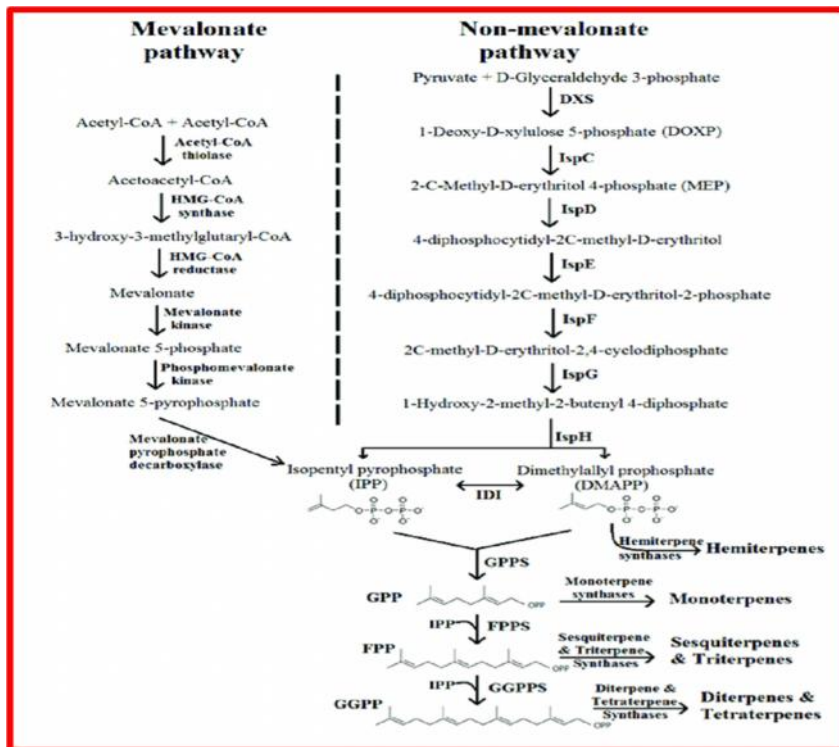 Mevalonate
pathway
Acetyl-CoA + Acetyl-CoA
Acetyl-CoA
thiolase
Acetoacetyl-CoA
HMG-CoA
synthase
3-hydroxy-3-methylglutaryl-CoA
HMG-CoA
reductase
Mevalonate
Mevalonate
kinase
Mevalonate 5-phosphate
Phosphomevalonate
kinase
Mevalonate 5-pyrophosphate
Mevalonate
pyrophosphate
decarboxylase
Non-mevalonate
pathway
Pyruvate + D-Glyceraldehyde 3-phosphate
DXS
1-Deoxy-D-xylulose 5-phosphate (DOXP)
IspC
2-C-Methyl-D-erythritol 4-phosphate (MEP)
IspD
4-diphosphocytidyl-2C-methyl-D-erythritol
IspE
4-diphosphocytidyl-2C-methyl-D-erythritol-2-phosphate
IspF
2C-methyl-D-erythritol-2,4-cyclodiphosphate
IspG
1-Hydroxy-2-methyl-2-butenyl 4-diphosphate
IspH
Isopentyl pyrophosphate
(IPP)
IDI
Dimethylallyl prophosphate
(DMAPP)
O P O P O⁻
O⁻ O⁻
O P O P O⁻
O⁻ O⁻
Hemiterpene
synthases
Hemiterpenes
GPPS
GPP
OPP
Monoterpene
synthases
Monoterpenes
IPP
FPPS
FPP
OPP
Sesquiterpene
& Triterpene
Synthases
Sesquiterpenes
& Triterpenes
IPP
GGPPS
GGPP
OPP
Diterpene &
Tetraterpene
Synthases
Diterpenes &
Tetraterpenes